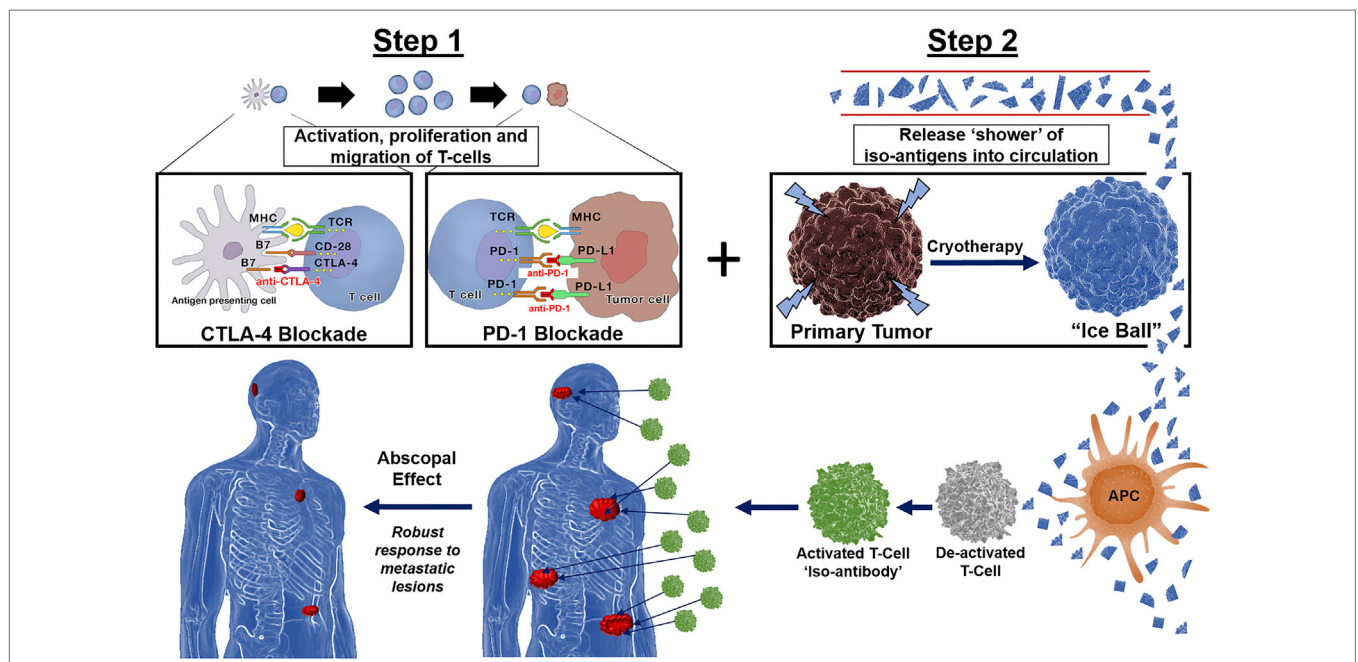 Step 1
Step 2
Activation, proliferation and
migration of T-cells
Release ‘shower’ of
iso-antigens into circulation
MHC
TCR
B7
CD-28
B7
CTLA-4
anti-CTLA-4
Antigen presenting cell
T cell
CTLA-4 Blockade
TCR
MHC
PD-1
PD-L1
anti-PD-1
PD-1
PD-L1
anti-PD-1
T cell
Tumor cell
PD-1 Blockade
+
Cryotherapy
Primary Tumor
“Ice Ball”
Abscopal
Effect
Robust
response to
metastatic
lesions
Activated T-Cell
‘Iso-antibody’
De-activated
T-Cell
APC